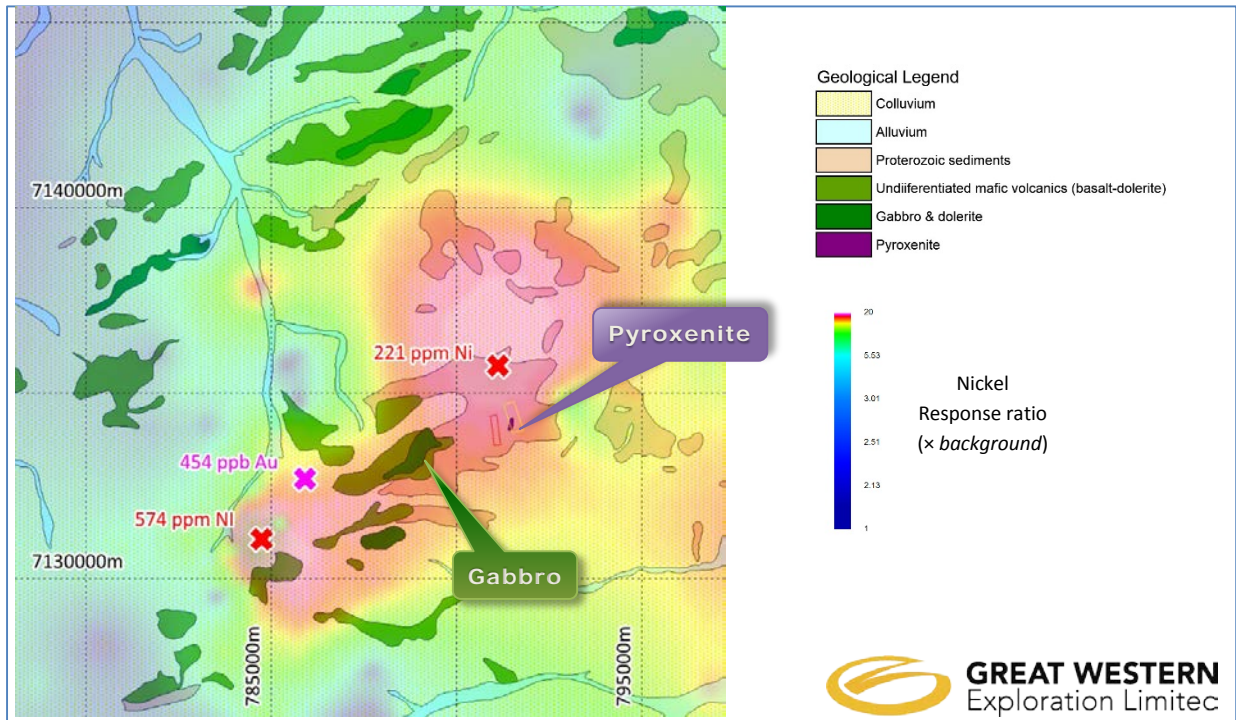 7140000m
221 ppm Ni
Pyroxenite
454 ppb Au
574 ppm NI
7130000m
Gabbro
785000m
795000m
Geological Legend
Colluvium
Alluvium
Proterozoic sediments
Undiiferentiated mafic volcanics (basalt-dolerite)
Gabbro & dolerite
Pyroxenite
20
5.53
3.01
2.51
2.13
1
Nickel
Response ratio
(× background)
GREAT WESTERN
Exploration Limitec